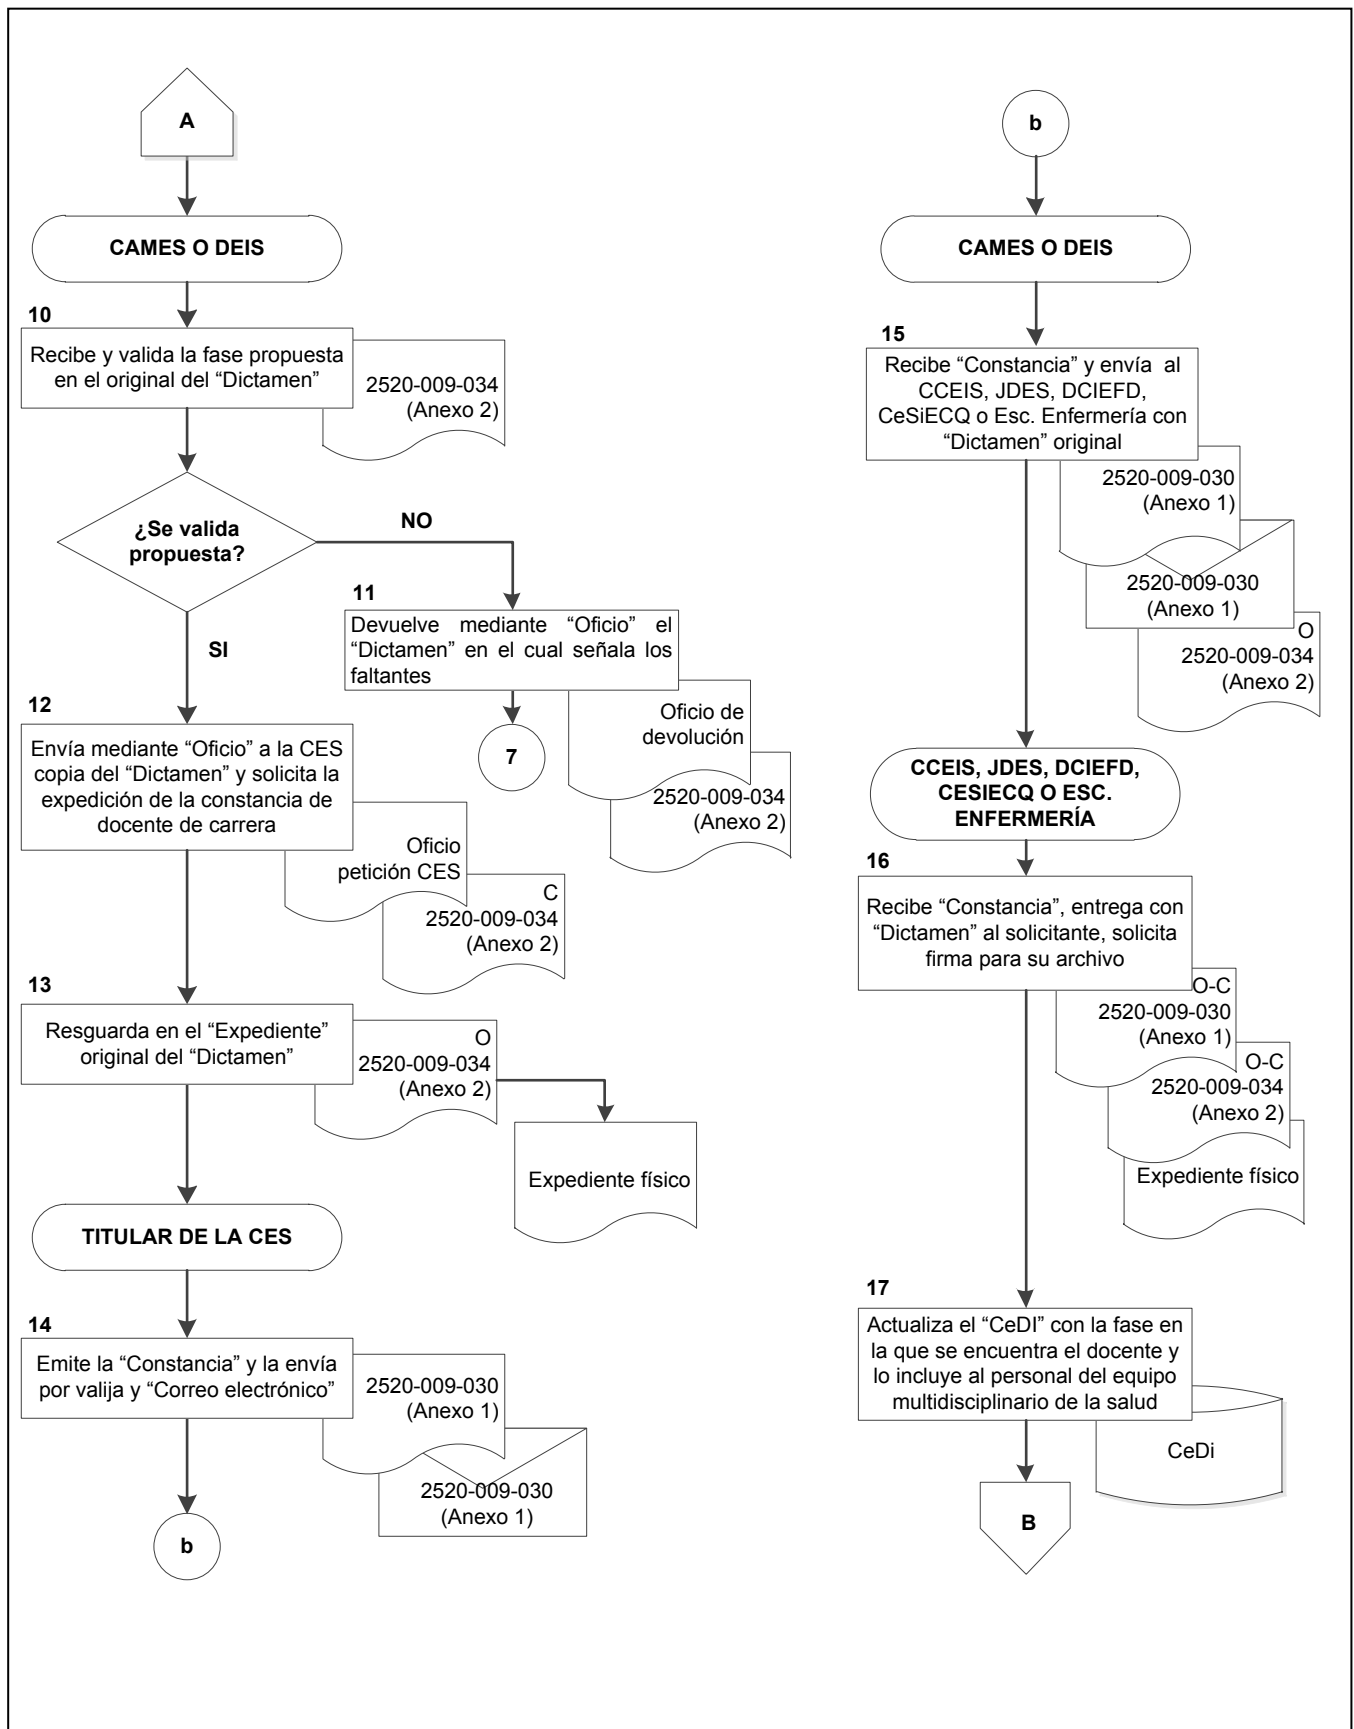 A
CAMES O DEIS
10
Recibe y valida la fase propuesta
en el original del “Dictamen”
2520-009-034
(Anexo 2)
¿Se valida
propuesta?
NO
SI
11
Devuelve mediante “Oficio” el
“Dictamen” en el cual señala los
faltantes
Oficio de
devolución
2520-009-034
(Anexo 2)
7
12
Envía mediante “Oficio” a la CES
copia del “Dictamen” y solicita la
expedición de la constancia de
docente de carrera
Oficio
petición CES
C
2520-009-034
(Anexo 2)
13
Resguarda en el “Expediente”
original del “Dictamen”
O
2520-009-034
(Anexo 2)
Expediente físico
TITULAR DE LA CES
14
Emite la “Constancia” y la envía
por valija y “Correo electrónico”
2520-009-030
(Anexo 1)
2520-009-030
(Anexo 1)
b
b
CAMES O DEIS
15
Recibe “Constancia” y envía al
CCEIS, JDES, DCIEFD,
CeSiECQ o Esc. Enfermería con
“Dictamen” original
2520-009-030
(Anexo 1)
2520-009-030
(Anexo 1)
O
2520-009-034
(Anexo 2)
CCEIS, JDES, DCIEFD,
CESIECQ O ESC.
ENFERMERÍA
16
Recibe “Constancia”, entrega con
“Dictamen” al solicitante, solicita
firma para su archivo
O-C
2520-009-030
(Anexo 1)
O-C
2520-009-034
(Anexo 2)
Expediente físico
17
Actualiza el “CeDI” con la fase en
la que se encuentra el docente y
lo incluye al personal del equipo
multidisciplinario de la salud
CeDi
B